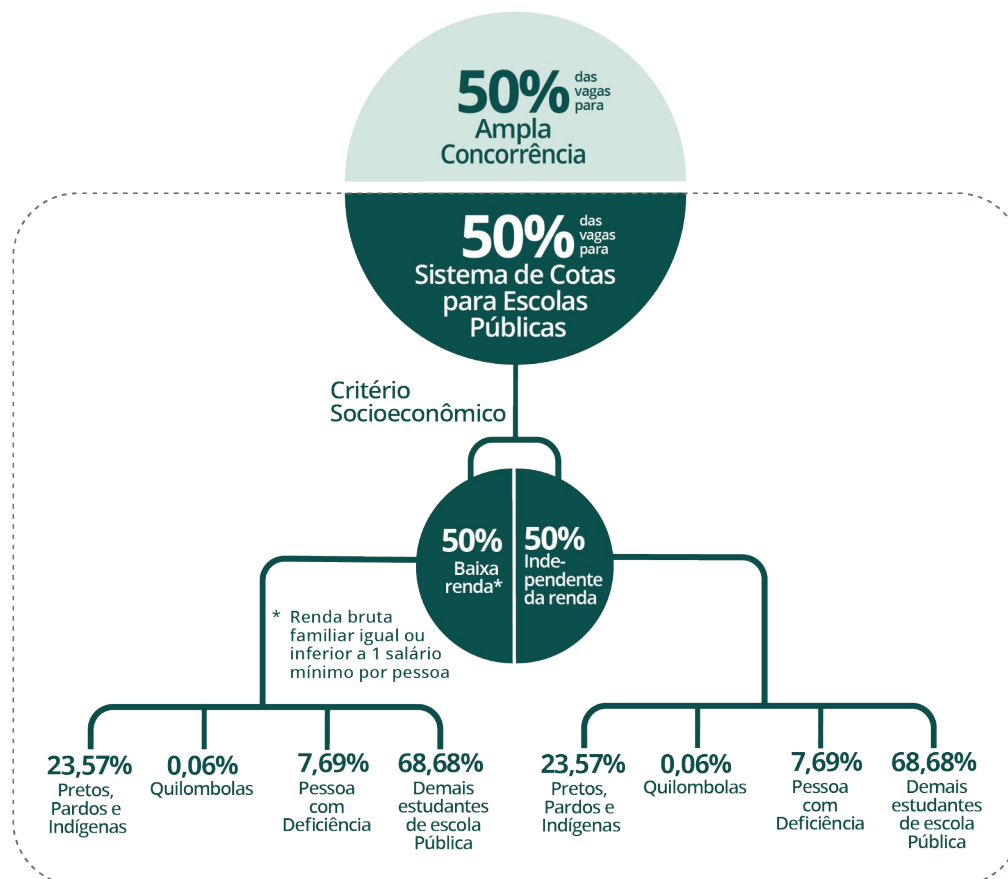 50% das vagas para
Ampla
Concorrência
50% das vagas para
Sistema de Cotas
para Escolas
Públicas
Critério
Socioeconômico
50%
Baixa
renda*
50%
Inde-
pendente
da renda
* Renda bruta
familiar igual ou
inferior a 1 salário
mínimo por pessoa
23,57%
Pretos,
Pardos e
Indígenas
0,06%
Quilombolas
7,69%
Pessoa
com
Deficiência
68,68%
Demais
estudantes
de escola
Pública
23,57%
Pretos,
Pardos e
Indígenas
0,06%
Quilombolas
7,69%
Pessoa
com
Deficiência
68,68%
Demais
estudantes
de escola
Pública